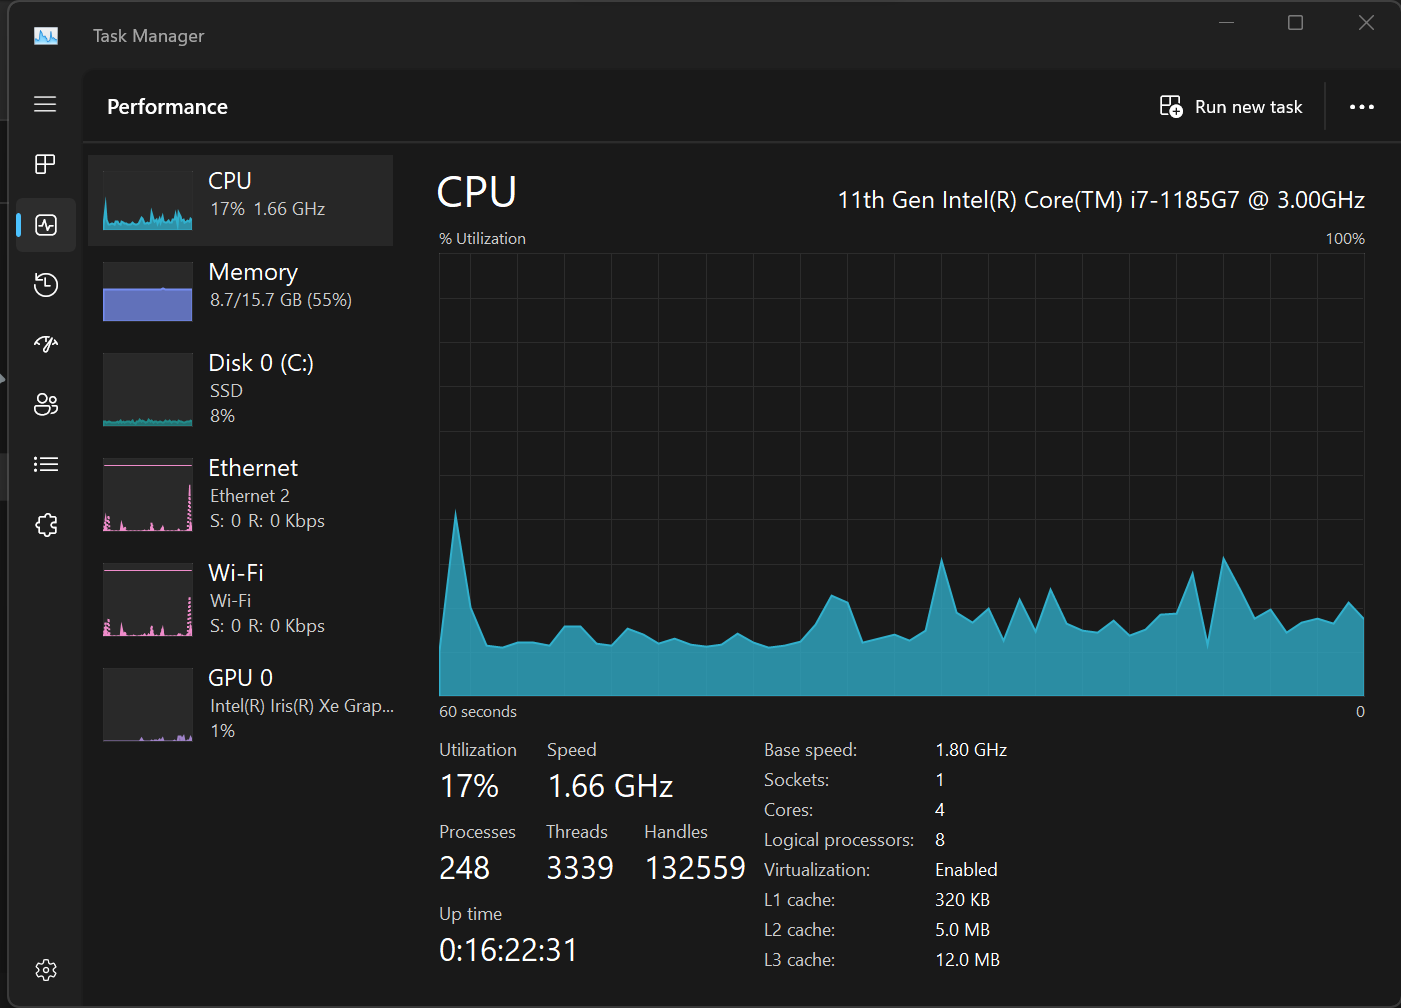 Task Manager
Performance
Run new task
CPU
17% 1.66 GHz
Memory
8.7/15.7 GB (55%)
Disk 0 (C:)
SSD
8%
Ethernet
Ethernet 2
S: 0 R: 0 Kbps
Wi-Fi
Wi-Fi
S: 0 R: 0 Kbps
GPU 0
Intel(R) Iris(R) Xe Grap...
1%
CPU
11th Gen Intel(R) Core(TM) i7-1185G7 @ 3.00GHz
% Utilization 100%
60 seconds 0
Utilization Speed
17% 1.66 GHz
Processes Threads Handles
248 3339 132559
Up time
0:16:22:31
Base speed: 1.80 GHz
Sockets: 1
Cores: 4
Logical processors: 8
Virtualization: Enabled
L1 cache: 320 KB
L2 cache: 5.0 MB
L3 cache: 12.0 MB